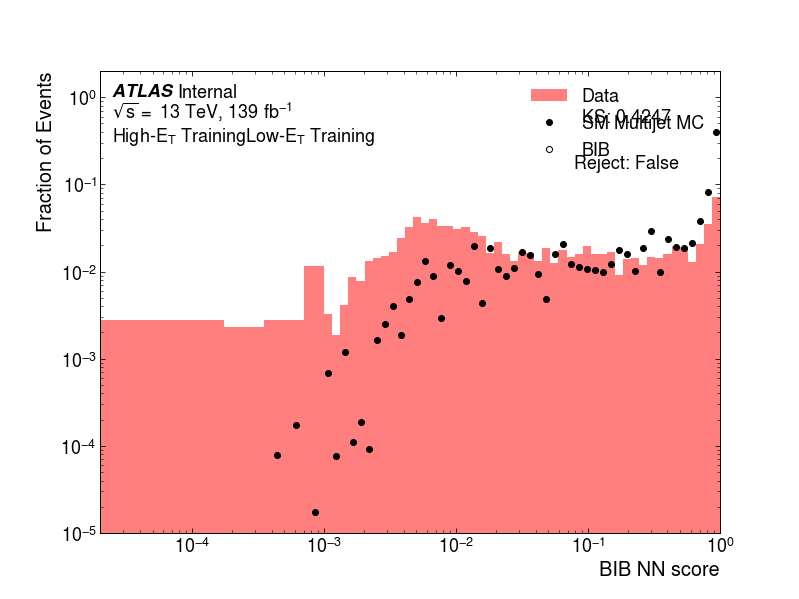 Fraction of Events
10⁰
10⁻¹
10⁻²
10⁻³
10⁻⁴
10⁻⁵
ATLAS Internal
√s = 13 TeV, 139 fb⁻¹
High-E_T TrainingLow-E_T Training
Data
KS: 0.4247
SM Multijet MC
BIB
Reject: False
10⁻⁴
10⁻³
10⁻²
10⁻¹
10⁰
BIB NN score